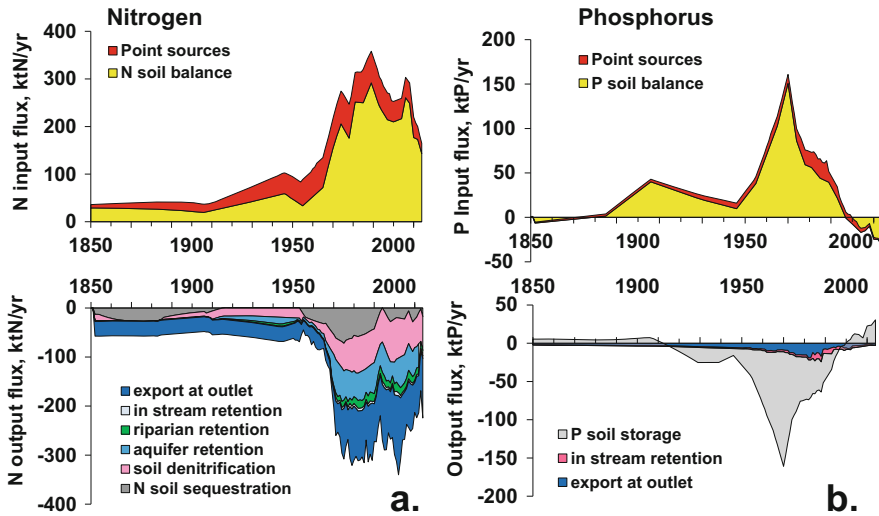 Nitrogen
N input flux, ktN/yr
400
300
200
100
0
Point sources
N soil balance
1850
1900
1950
2000
N output flux, ktN/yr
0
-100
-200
-300
-400
export at outlet
in stream retention
riparian retention
aquifer retention
soil denitrification
N soil sequestration
a.
Phosphorus
P Input flux, ktP/yr
200
150
100
50
0
-50
Point sources
P soil balance
1850
1900
1950
2000
1850
1900
1950
2000
Output flux, ktP/yr
50
0
-50
-100
-150
-200
P soil storage
in stream retention
export at outlet
b.